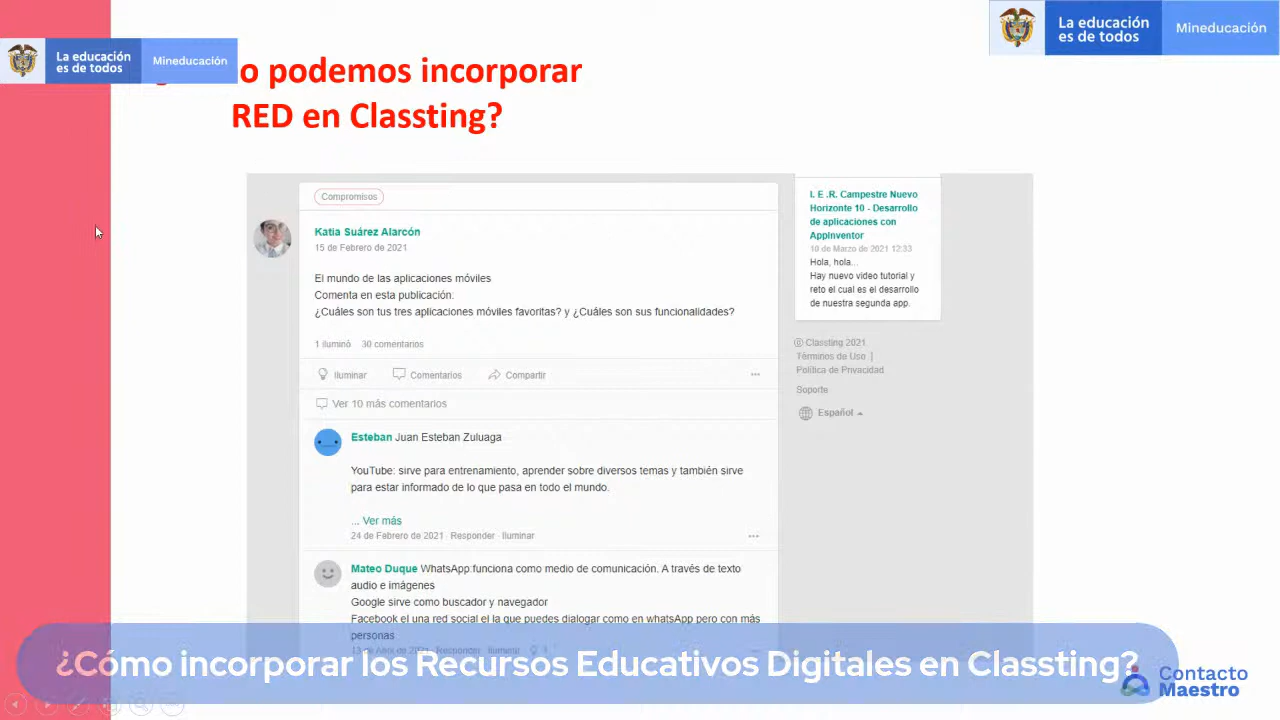 La educación
es de todos
Mineducación
La educación
es de todos
Mineducación
o podemos incorporar
RED en Classting?
Compromisos
Katia Suárez Alarcón
15 de Febrero de 2021
El mundo de las aplicaciones móviles
Comenta en esta publicación:
¿Cuáles son tus tres aplicaciones móviles favoritas? y ¿Cuáles son sus funcionalidades?
1 iluminó 30 comentarios
Iluminar Comentarios Compartir ...
Ver 10 más comentarios
Esteban Juan Esteban Zuluaga
YouTube: sirve para entrenamiento, aprender sobre diversos temas y también sirve
para estar informado de lo que pasa en todo el mundo.
... Ver más
24 de Febrero de 2021 · Responder · Iluminar ...
Mateo Duque WhatsApp:funciona como medio de comunicación. A través de texto
audio e imágenes
Google sirve como buscador y navegador
Facebook el una red social el la que puedes dialogar como en whatsApp pero con más
personas
13 de Abril de 2021 · Responder · Iluminar
I. E .R. Campestre Nuevo
Horizonte 10 - Desarrollo
de aplicaciones con
AppInventor
10 de Marzo de 2021 12:33
Hola, hola...
Hay nuevo video tutorial y
reto el cual es el desarrollo
de nuestra segunda app.
© Classting 2021
Términos de Uso |
Política de Privacidad
Soporte
Español
¿Cómo incorporar los Recursos Educativos Digitales en Classting?
Contacto
Maestro